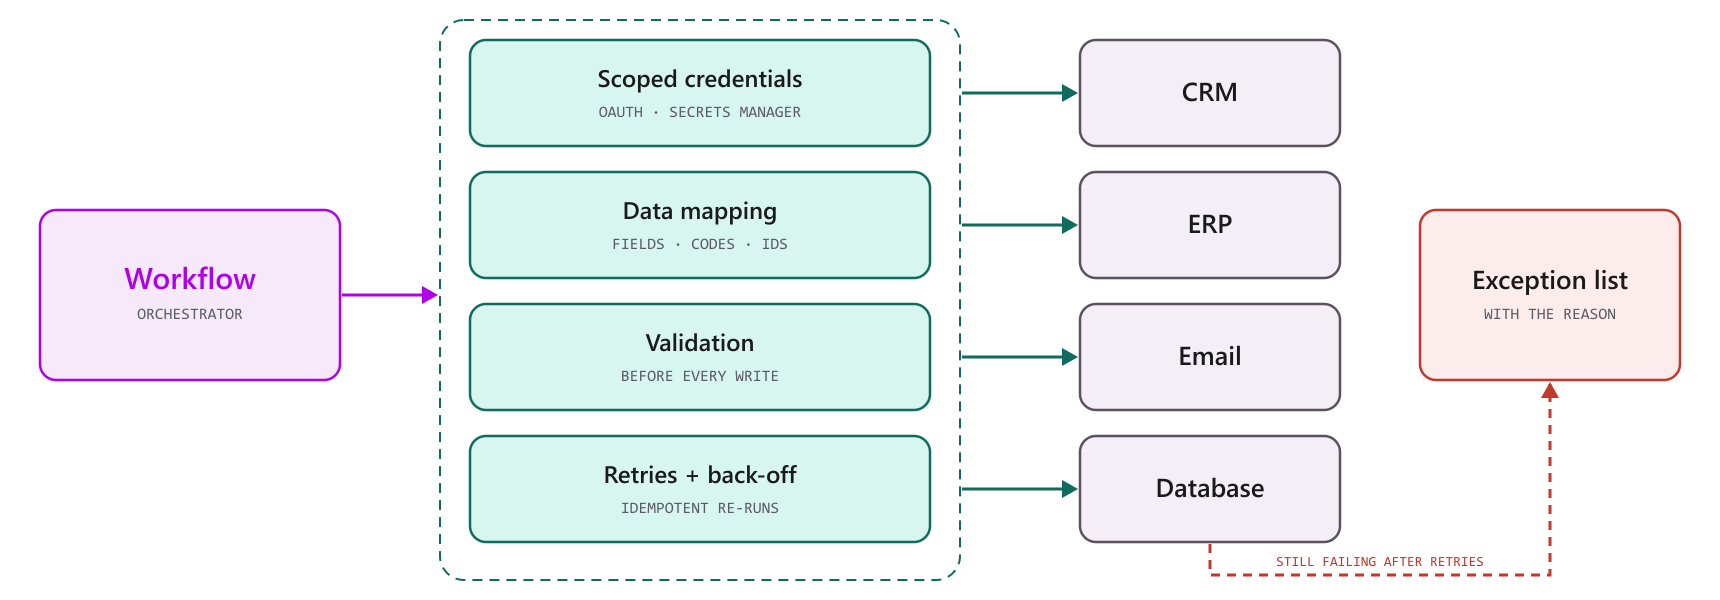 Workflow
ORCHESTRATOR
Scoped credentials
OAUTH · SECRETS MANAGER
Data mapping
FIELDS · CODES · IDS
Validation
BEFORE EVERY WRITE
Retries + back-off
IDEMPOTENT RE-RUNS
CRM
ERP
Email
Database
STILL FAILING AFTER RETRIES
Exception list
WITH THE REASON